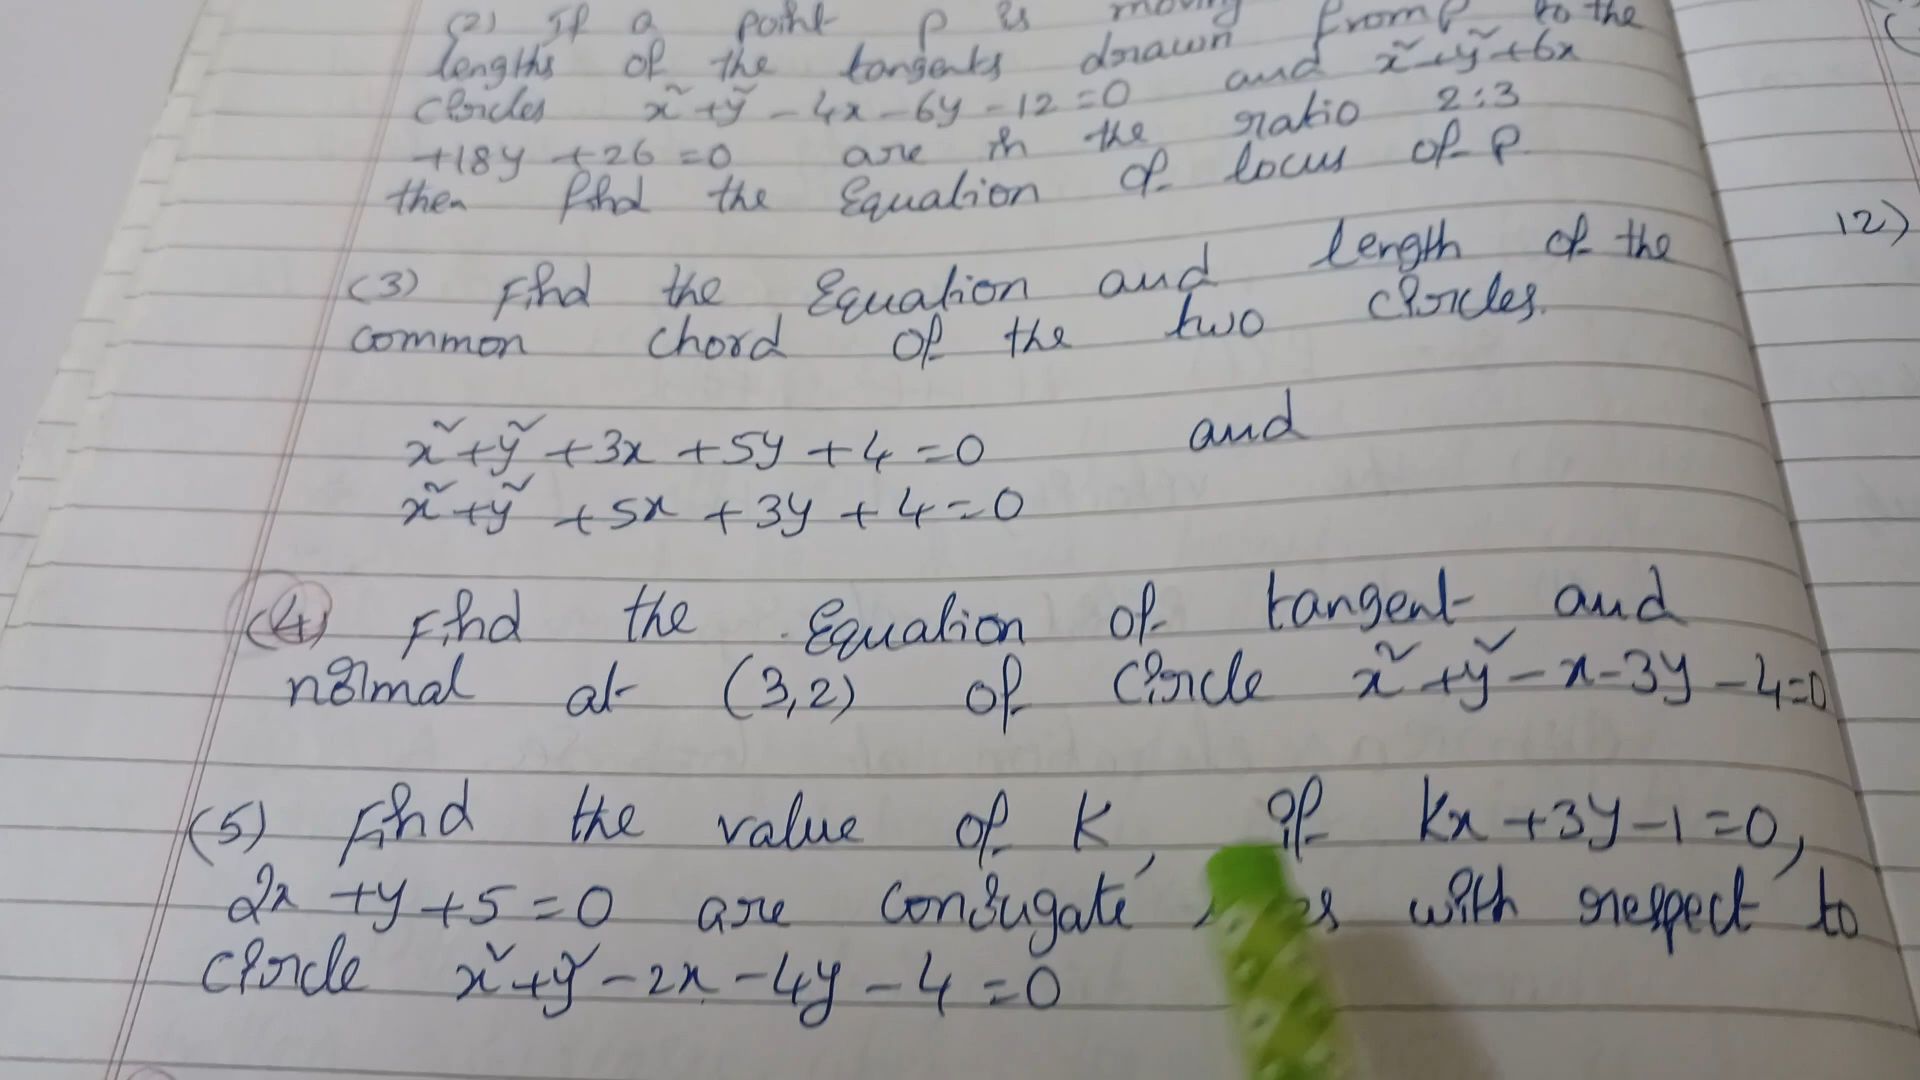 (2) If a point P is moving
lengths of the tangents drawn from P to the
circles x²+y²-4x-6y-12=0 and x²+y²+6x
+18y+26=0 are in the ratio 2:3
then find the Equation of locus of P.
(3) Find the Equation and length of the
common chord of the two circles.
x²+y²+3x+5y+4=0 and
x²+y²+5x+3y+4=0
(4) Find the Equation of tangent and
normal at (3,2) of circle x²+y²-x-3y-4=0
(5) Find the value of K, if Kx+3y-1=0,
2x+y+5=0 are conjugate with respect to
circle x²+y²-2x-4y-4=0
12)